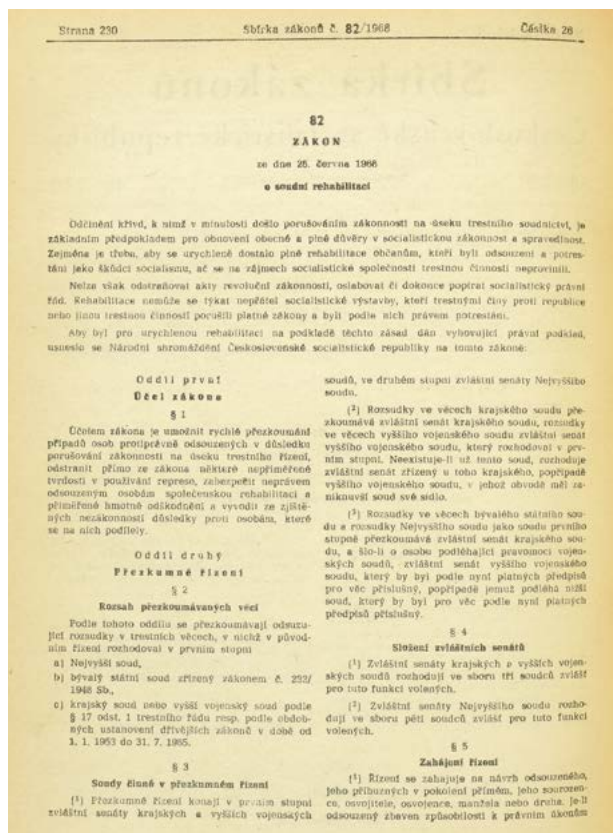 Strana 230
Sbírka zákonů č. 82/1968
Částka 26
82
ZÁKON
ze dne 25. června 1968
o soudní rehabilitaci
Odčinění křivd, k nimž v minulosti došlo porušováním zákonnosti na úseku trestního soudnictví, je
základním předpokladem pro obnovení obecné a plné důvěry v socialistickou zákonnost a spravedlnost.
Zejména je třeba, aby se urychleně dostalo plné rehabilitace občanům, kteří byli odsouzeni a potres-
táni jako škůdci socialismu, ač se na zájmech socialistické společnosti trestnou činností neprovinili.
Nelze však odstraňovat akty revoluční zákonnosti, oslabovat či dokonce popírat socialistický právní
řád. Rehabilitace nemůže se týkat nepřátel socialistické výstavby, kteří trestnými činy proti republice
nebo jinou trestnou činností porušili platné zákony a byli podle nich právem potrestáni.
Aby byl pro urychlenou rehabilitaci na podkladě těchto zásad dán vyhovující právní podklad,
usneslo se Národní shromáždění Československé socialistické republiky na tomto zákoně:
Oddíl první
Účel zákona
§ 1
Účelem zákona je umožnit rychlé přezkoumání
případů osob protiprávně odsouzených v důsledku
porušování zákonnosti na úseku trestního řízení,
odstranit přímo ze zákona některé nepřiměřené
tvrdosti v používání represe, zabezpečit neprávem
odsouzeným osobám společenskou rehabilitaci a
přiměřené hmotné odškodnění a vyvodit ze zjiště-
ných nezákonností důsledky proti osobám, které
se na nich podílely.
Oddíl druhý
Přezkumné řízení
§ 2
Rozsah přezkoumávaných věcí
Podle tohoto oddílu se přezkoumávají odsuzu-
jící rozsudky v trestních věcech, v nichž v původ-
ním řízení rozhodoval v prvním stupni
a) Nejvyšší soud,
b) bývalý státní soud zřízený zákonem č. 232/
1948 Sb.,
c) krajský soud nebo vyšší vojenský soud podle
§ 17 odst. 1 trestního řádu resp. podle obdob-
ných ustanovení dřívějších zákonů v době od
1. 1. 1953 do 31. 7. 1965.
§ 3
Soudy činné v přezkumném řízení
(1) Přezkumné řízení konají v prvním stupni
zvláštní senáty krajských a vyšších vojenských
soudů, ve druhém stupni zvláštní senáty Nejvyššího
soudu.
(2) Rozsudky ve věcech krajského soudu pře-
zkoumává zvláštní senát krajského soudu, rozsudky
ve věcech vyššího vojenského soudu zvláštní senát
vyššího vojenského soudu, který rozhodoval v prv-
ním stupni. Neexistuje-li už tento soud, rozhoduje
zvláštní senát zřízený u toho krajského, popřípadě
vyššího vojenského soudu, v jehož obvodě měl za-
niknuvší soud své sídlo.
(3) Rozsudky ve věcech bývalého státního sou-
du a rozsudky Nejvyššího soudu jako soudu prvního
stupně přezkoumává zvláštní senát krajského sou-
du, a šlo-li o osobu podléhající pravomoci vojen-
ských soudů, zvláštní senát vyššího vojenského
soudu, který by byl podle nyní platných předpisů
pro věc příslušný, popřípadě jemuž podléhá nižší
soud, který by byl pro věc podle nyní platných
předpisů příslušný.
§ 4
Složení zvláštních senátů
(1) Zvláštní senáty krajských a vyšších vojen-
ských soudů rozhodují ve sboru tří soudců zvlášť
pro tuto funkci volených.
(2) Zvláštní senáty Nejvyššího soudu rozho-
dují ve sboru pěti soudců zvlášť pro tuto funkci
volených.
§ 5
Zahájení řízení
(1) Řízení se zahajuje na návrh odsouzeného,
jeho příbuzných v pokolení přímém, jeho sourozen-
ce, osvojitele, osvojence, manžela nebo druha. Je-li
odsouzený zbaven způsobilosti k právním úkonům